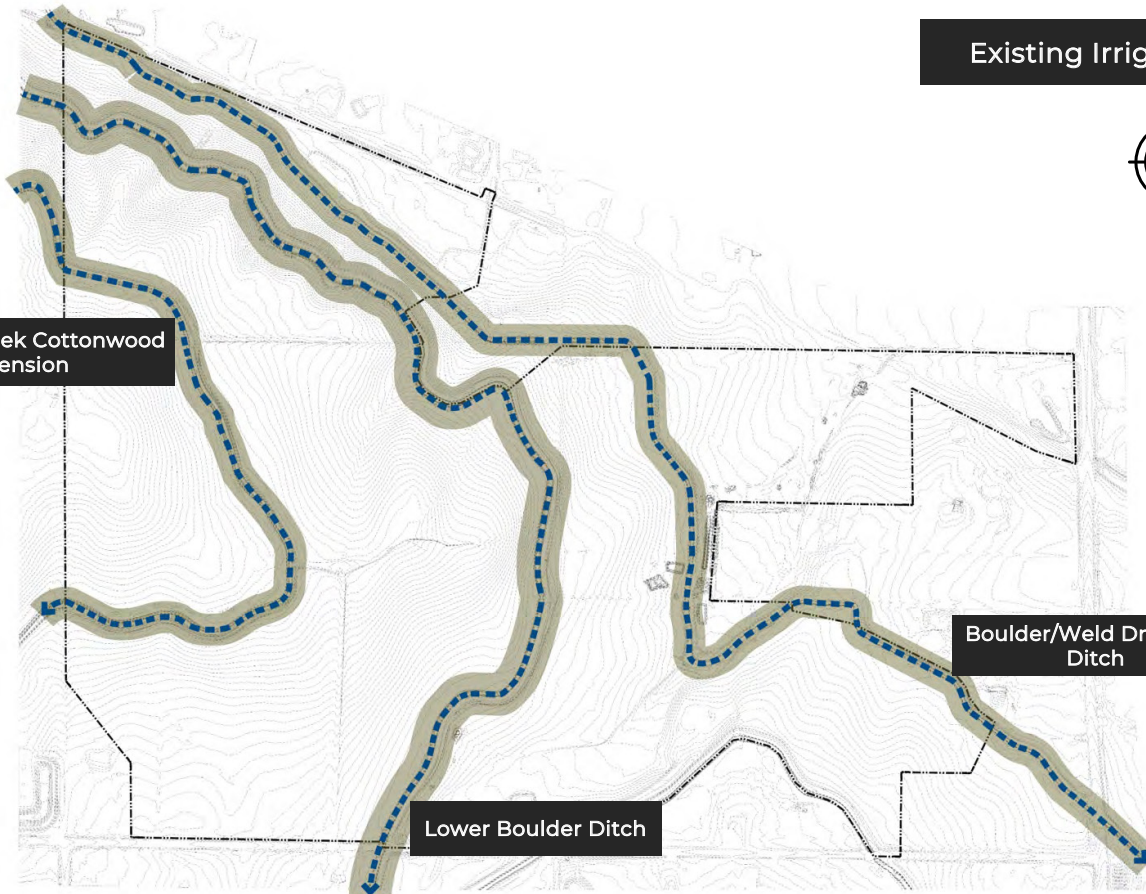 Existing Irrig
ek Cottonwood
ension
Boulder/Weld Dr
Ditch
Lower Boulder Ditch